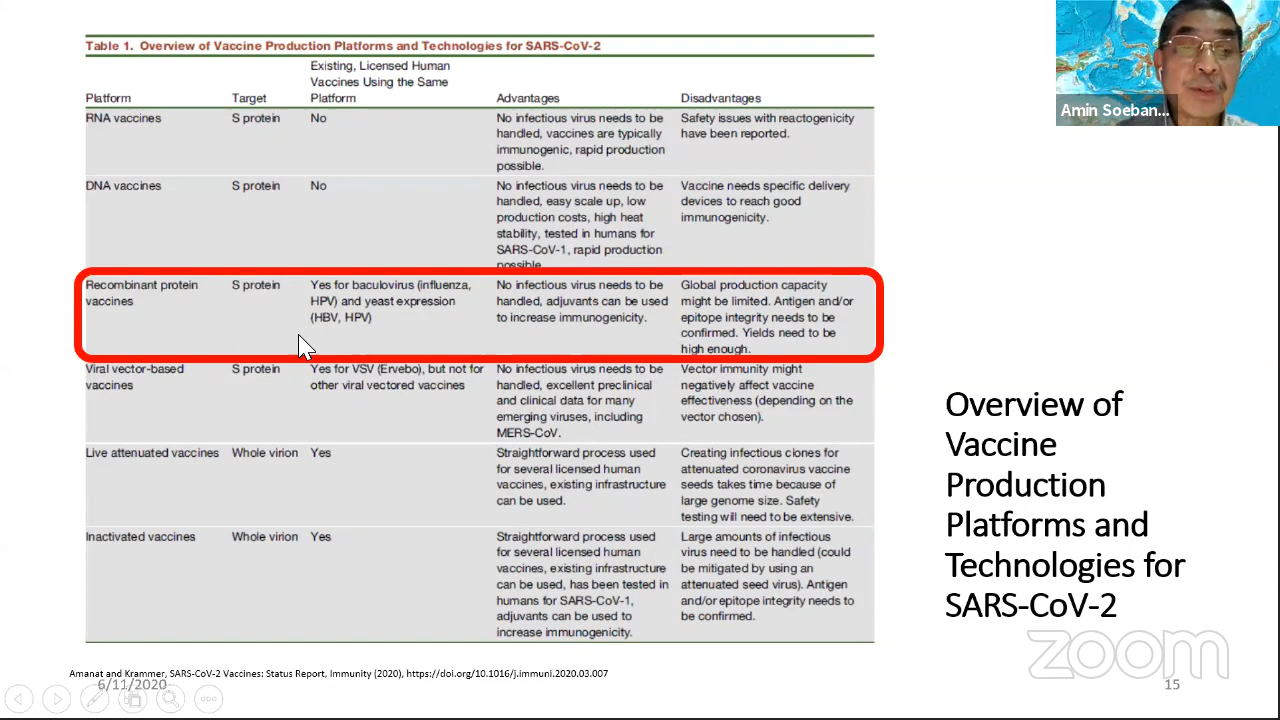 Table 1. Overview of Vaccine Production Platforms and Technologies for SARS-CoV-2
Existing, Licensed Human
Vaccines Using the Same
Platform Target Platform Advantages Disadvantages
RNA vaccines S protein No No infectious virus needs to be Safety issues with reactogenicity
handled, vaccines are typically have been reported.
immunogenic, rapid production
possible.
DNA vaccines S protein No No infectious virus needs to be Vaccine needs specific delivery
handled, easy scale up, low devices to reach good
production costs, high heat immunogenicity.
stability, tested in humans for
SARS-CoV-1, rapid production
possible.
Recombinant protein S protein Yes for baculovirus (influenza, No infectious virus needs to be Global production capacity
vaccines HPV) and yeast expression handled, adjuvants can be used might be limited. Antigen and/or
(HBV, HPV) to increase immunogenicity. epitope integrity needs to be
confirmed. Yields need to be
high enough.
Viral vector-based S protein Yes for VSV (Ervebo), but not for No infectious virus needs to be Vector immunity might
vaccines other viral vectored vaccines handled, excellent preclinical negatively affect vaccine
and clinical data for many effectiveness (depending on the
emerging viruses, including vector chosen).
MERS-CoV.
Live attenuated vaccines Whole virion Yes Straightforward process used Creating infectious clones for
for several licensed human attenuated coronavirus vaccine
vaccines, existing infrastructure seeds takes time because of
can be used. large genome size. Safety
testing will need to be extensive.
Inactivated vaccines Whole virion Yes Straightforward process used Large amounts of infectious
for several licensed human virus need to be handled (could
vaccines, existing infrastructure be mitigated by using an
can be used, has been tested in attenuated seed virus). Antigen
humans for SARS-CoV-1, and/or epitope integrity needs to
adjuvants can be used to be confirmed.
increase immunogenicity.
Amanat and Krammer, SARS-CoV-2 Vaccines: Status Report, Immunity (2020), https://doi.org/10.1016/j.immuni.2020.03.007
6/11/2020
Amin Soeban...
Overview of
Vaccine
Production
Platforms and
Technologies for
SARS-CoV-2
zoom
15